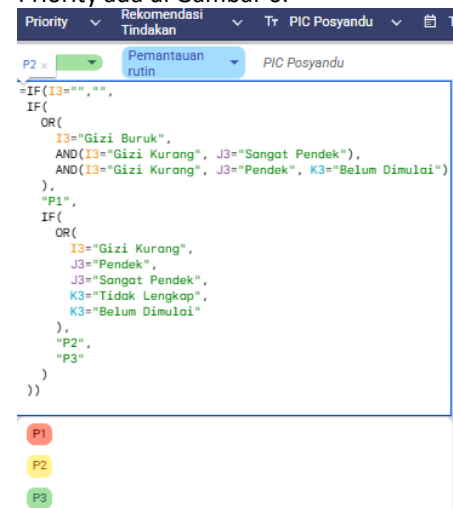 Priority ada di Gambar 6.
Priority
Rekomendasi Tindakan
Tт PIC Posyandu
P2 ×
Pemantauan rutin
PIC Posyandu
=IF(I3="","",
IF(
OR(
I3="Gizi Buruk",
AND(I3="Gizi Kurang", J3="Sangat Pendek"),
AND(I3="Gizi Kurang", J3="Pendek", K3="Belum Dimulai")
),
"P1",
IF(
OR(
I3="Gizi Kurang",
J3="Pendek",
J3="Sangat Pendek",
K3="Tidak Lengkap",
K3="Belum Dimulai"
),
"P2",
"P3"
)
))
P1
P2
P3